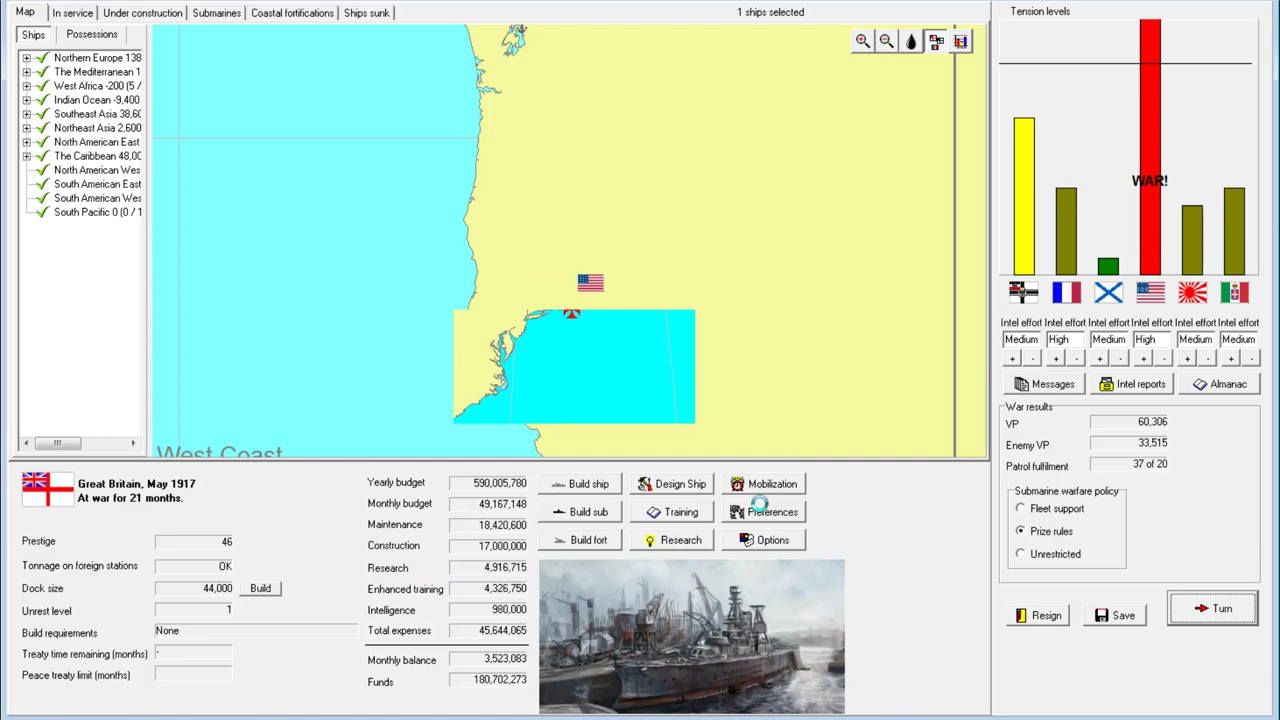 Map
In service
Under construction
Submarines
Coastal fortifications
Ships sunk
1 ships selected
Tension levels
Ships
Possessions
Northern Europe 138
The Mediterranean 1
West Africa -200 (5 /
Indian Ocean -9,400
Southeast Asia 38,60
Northeast Asia 2,600
North American East
The Caribbean 48,00
North American Wes
South American East
South American Wes
South Pacific 0 (0 / 1
West Coast
WAR!
Intel effort Intel effort Intel effort Intel effort Intel effort Intel effort
Medium High Medium High Medium Medium
+ - + - + - + - + - + -
Messages
Intel reports
Almanac
War results
VP 60,306
Enemy VP 33,515
Patrol fulfilment 37 of 20
Submarine warfare policy
Fleet support
Prize rules
Unrestricted
Resign
Save
Turn
Great Britain, May 1917
At war for 21 months.
Prestige 46
Tonnage on foreign stations OK
Dock size 44,000 Build
Unrest level 1
Build requirements None
Treaty time remaining (months) -
Peace treaty limit (months)
Yearly budget 590,005,780
Monthly budget 49,167,148
Maintenance 18,420,600
Construction 17,000,000
Research 4,916,715
Enhanced training 4,326,750
Intelligence 980,000
Total expenses 45,644,065
Monthly balance 3,523,083
Funds 180,702,273
Build ship
Design Ship
Mobilization
Build sub
Training
Preferences
Build fort
Research
Options